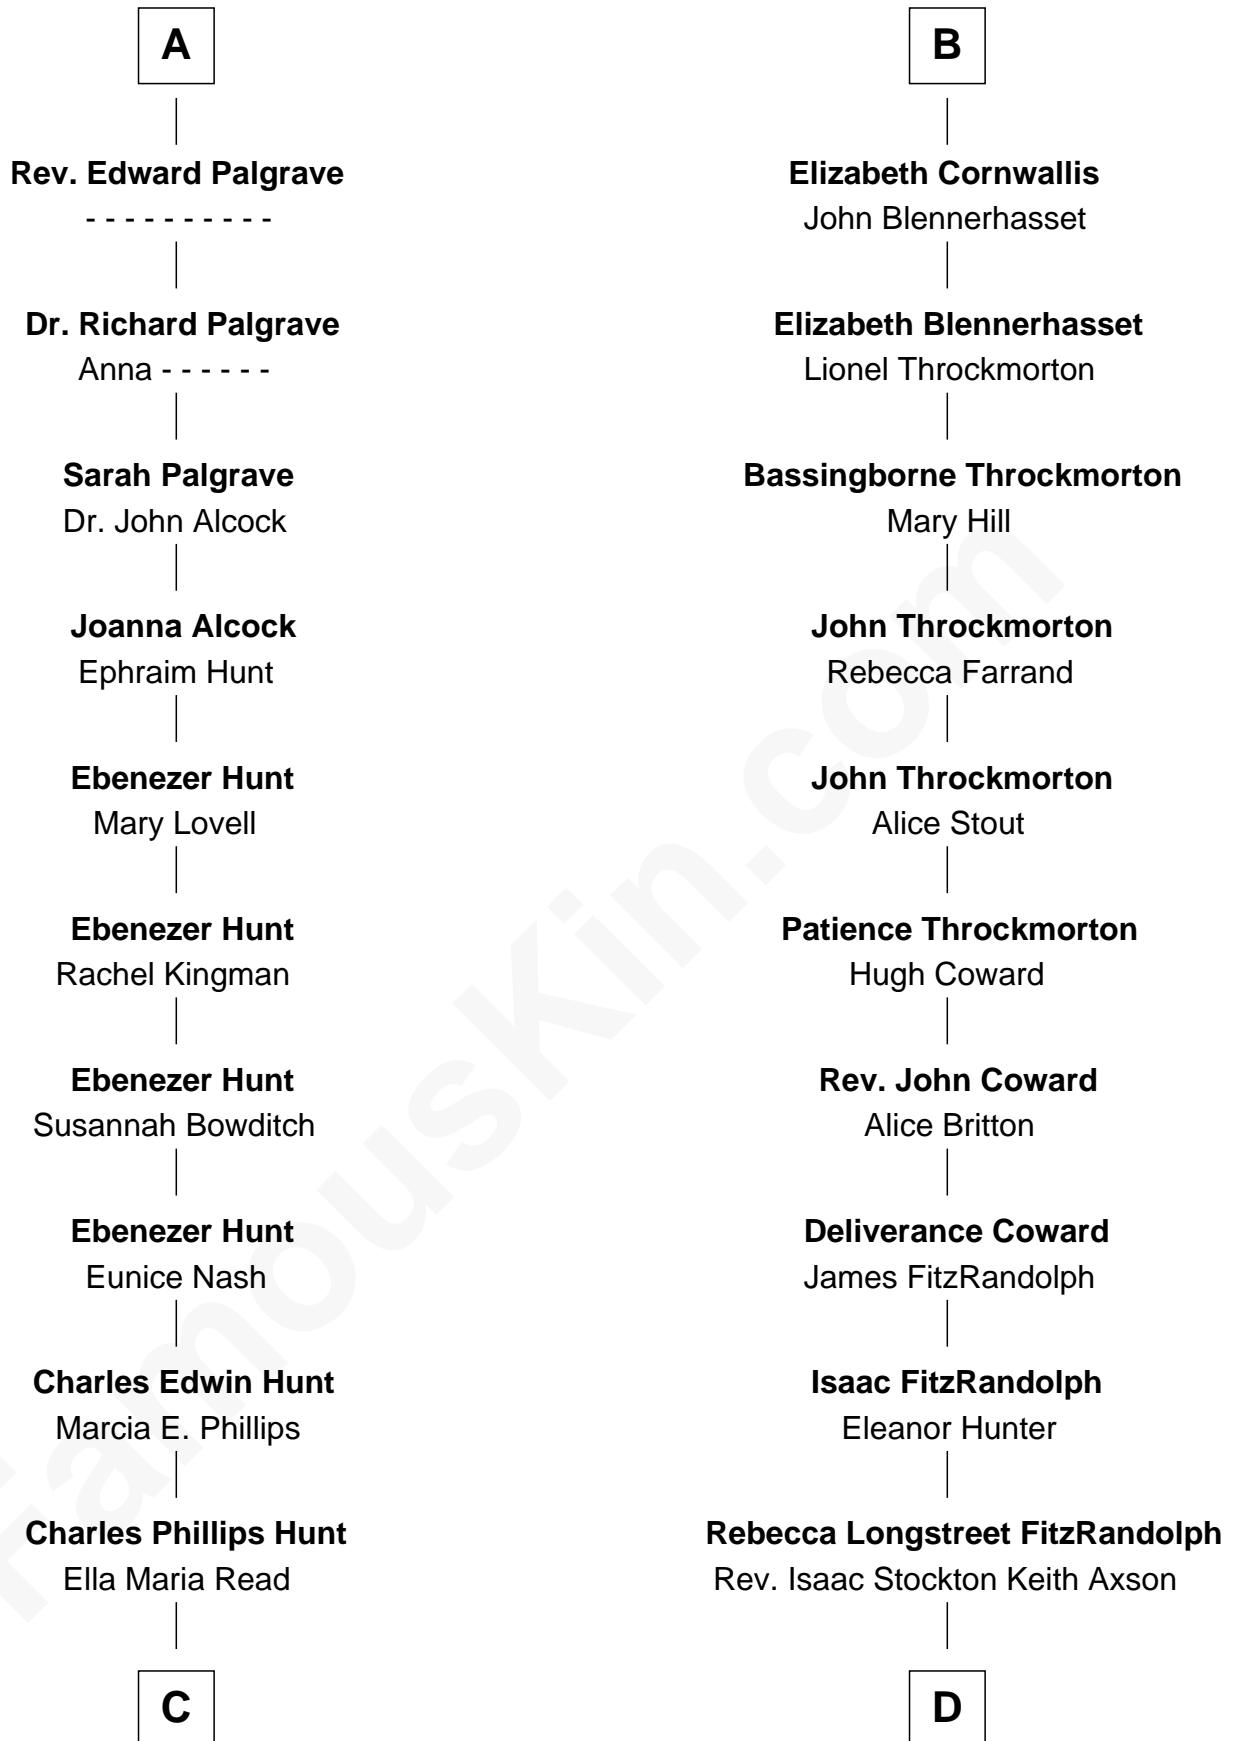 A
Rev. Edward Palgrave
- - - - - - - - - -
Dr. Richard Palgrave
Anna - - - - - -
Sarah Palgrave
Dr. John Alcock
Joanna Alcock
Ephraim Hunt
Ebenezer Hunt
Mary Lovell
Ebenezer Hunt
Rachel Kingman
Ebenezer Hunt
Susannah Bowditch
Ebenezer Hunt
Eunice Nash
Charles Edwin Hunt
Marcia E. Phillips
Charles Phillips Hunt
Ella Maria Read
C
B
Elizabeth Cornwallis
John Blennerhasset
Elizabeth Blennerhasset
Lionel Throckmorton
Bassingborne Throckmorton
Mary Hill
John Throckmorton
Rebecca Farrand
John Throckmorton
Alice Stout
Patience Throckmorton
Hugh Coward
Rev. John Coward
Alice Britton
Deliverance Coward
James FitzRandolph
Isaac FitzRandolph
Eleanor Hunter
Rebecca Longstreet FitzRandolph
Rev. Isaac Stockton Keith Axson
D
FamousKin.com